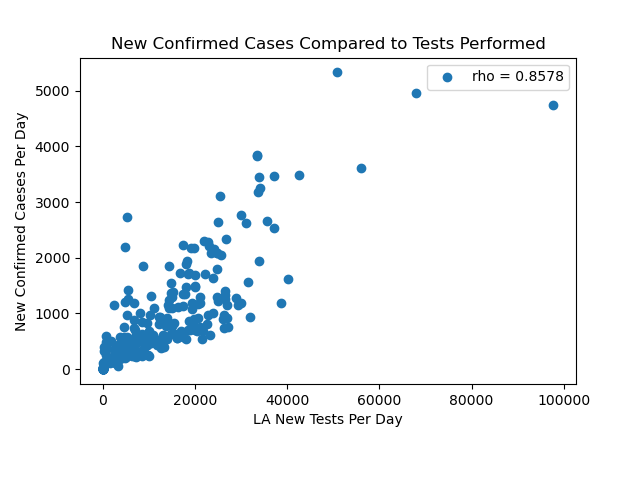 New Confirmed Cases Compared to Tests Performed
rho = 0.8578
New Confirmed Caeses Per Day
5000
4000
3000
2000
1000
0
0 20000 40000 60000 80000 100000
LA New Tests Per Day